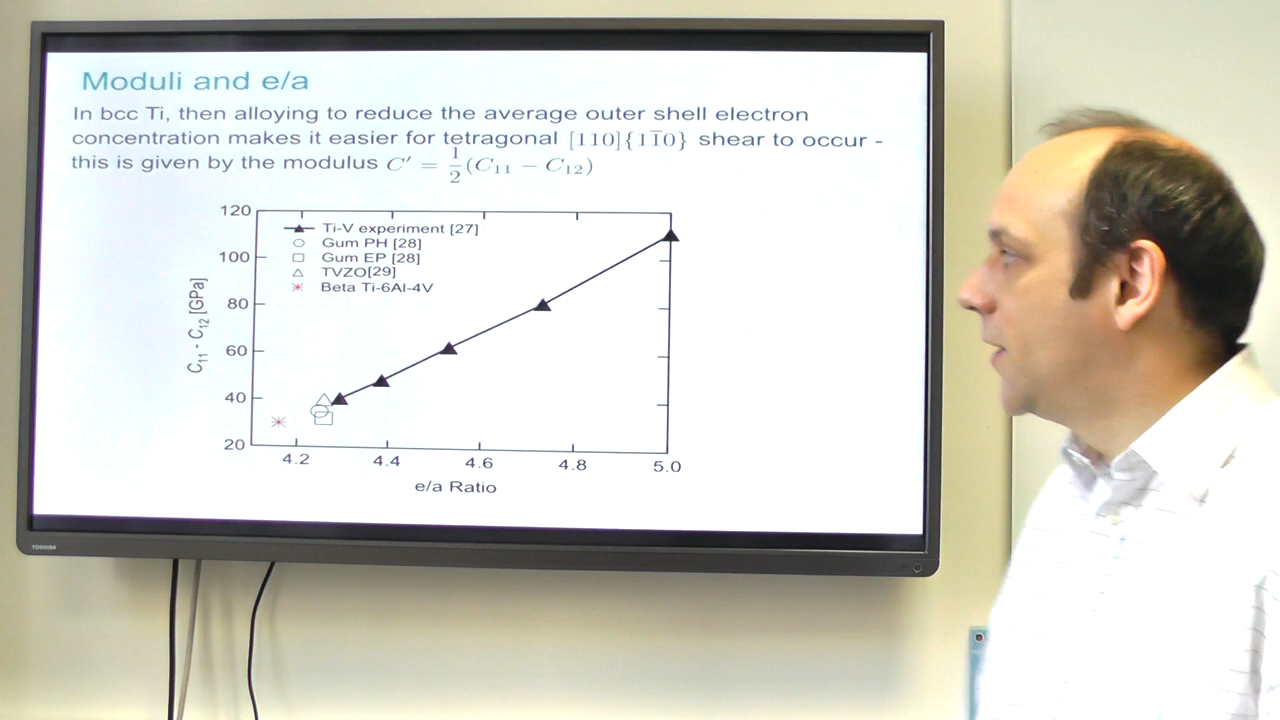 Moduli and e/a
In bcc Ti, then alloying to reduce the average outer shell electron
concentration makes it easier for tetragonal [110]{11̄0} shear to occur -
this is given by the modulus C′ = 1/2 (C₁₁ − C₁₂)
120
100
80
60
40
20
C₁₁ - C₁₂ [GPa]
Ti-V experiment [27]
Gum PH [28]
Gum EP [28]
TVZO[29]
Beta Ti-6Al-4V
4.2 4.4 4.6 4.8 5.0
e/a Ratio
TOSHIBA